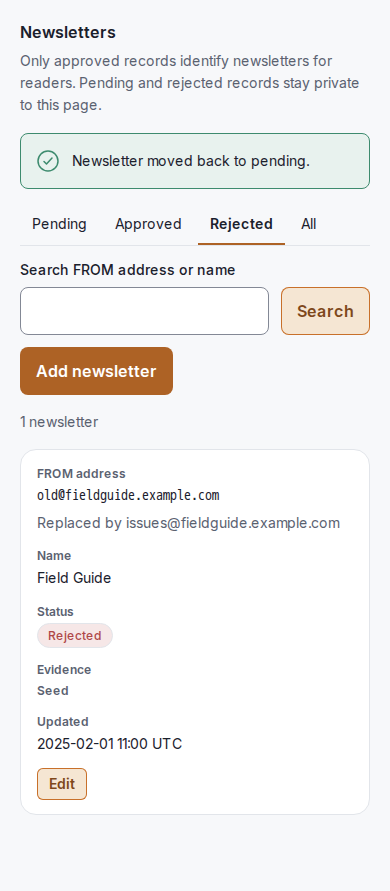 Newsletters
Only approved records identify newsletters for
readers. Pending and rejected records stay private
to this page.
Newsletter moved back to pending.
Pending Approved Rejected All
Search FROM address or name
Search
Add newsletter
1 newsletter
FROM address
old@fieldguide.example.com
Replaced by issues@fieldguide.example.com
Name
Field Guide
Status
Rejected
Evidence
Seed
Updated
2025-02-01 11:00 UTC
Edit